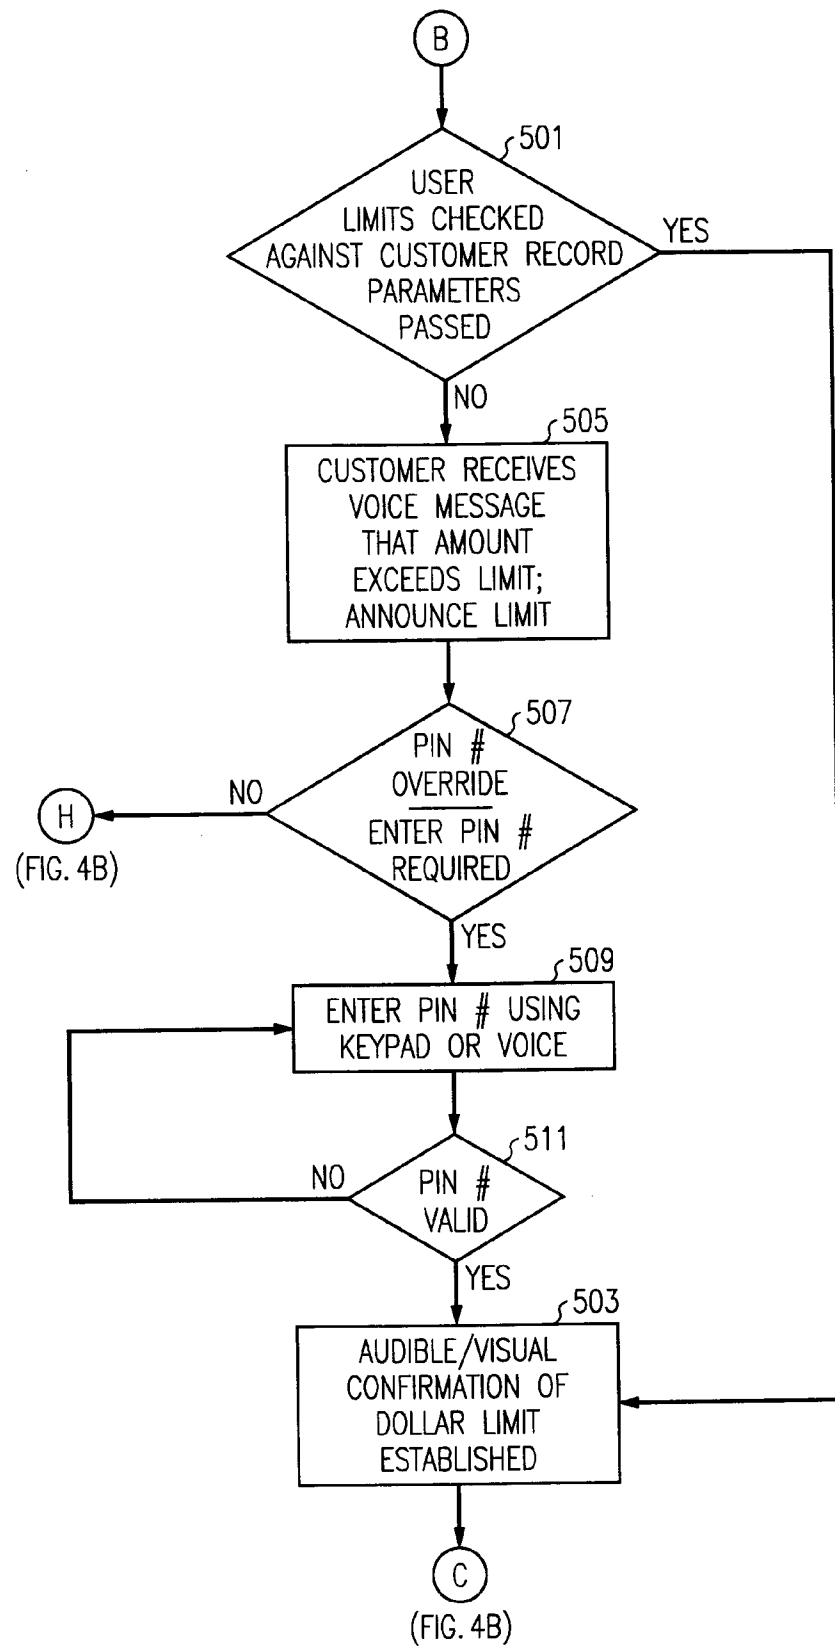 B
501
USER
LIMITS CHECKED
AGAINST CUSTOMER RECORD
PARAMETERS
PASSED
YES
NO
505
CUSTOMER RECEIVES
VOICE MESSAGE
THAT AMOUNT
EXCEEDS LIMIT;
ANNOUNCE LIMIT
507
PIN #
OVERRIDE
ENTER PIN #
REQUIRED
NO
H
(FIG. 4B)
YES
509
ENTER PIN # USING
KEYPAD OR VOICE
511
PIN #
VALID
NO
YES
503
AUDIBLE/VISUAL
CONFIRMATION OF
DOLLAR LIMIT
ESTABLISHED
C
(FIG. 4B)